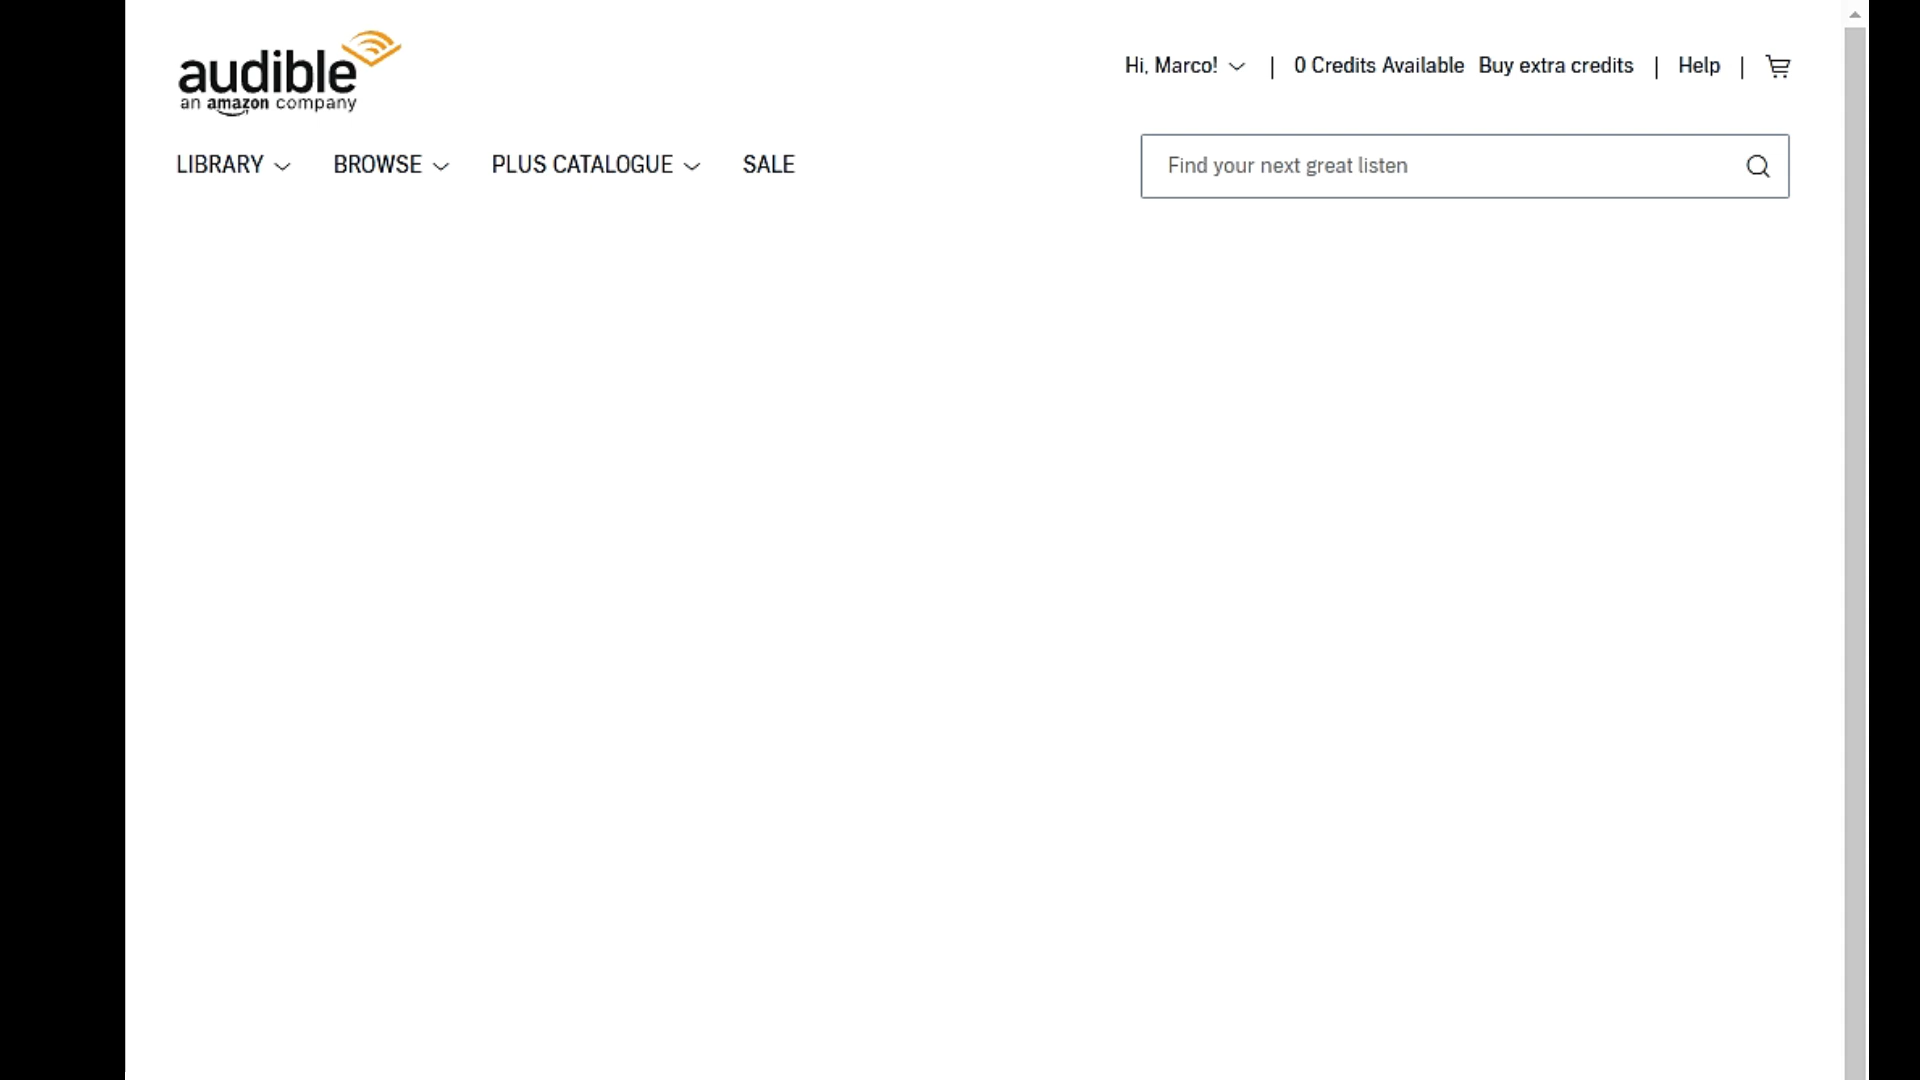 audible
an amazon company
Hi, Marco! | 0 Credits Available Buy extra credits | Help |
LIBRARY BROWSE PLUS CATALOGUE SALE
Find your next great listen